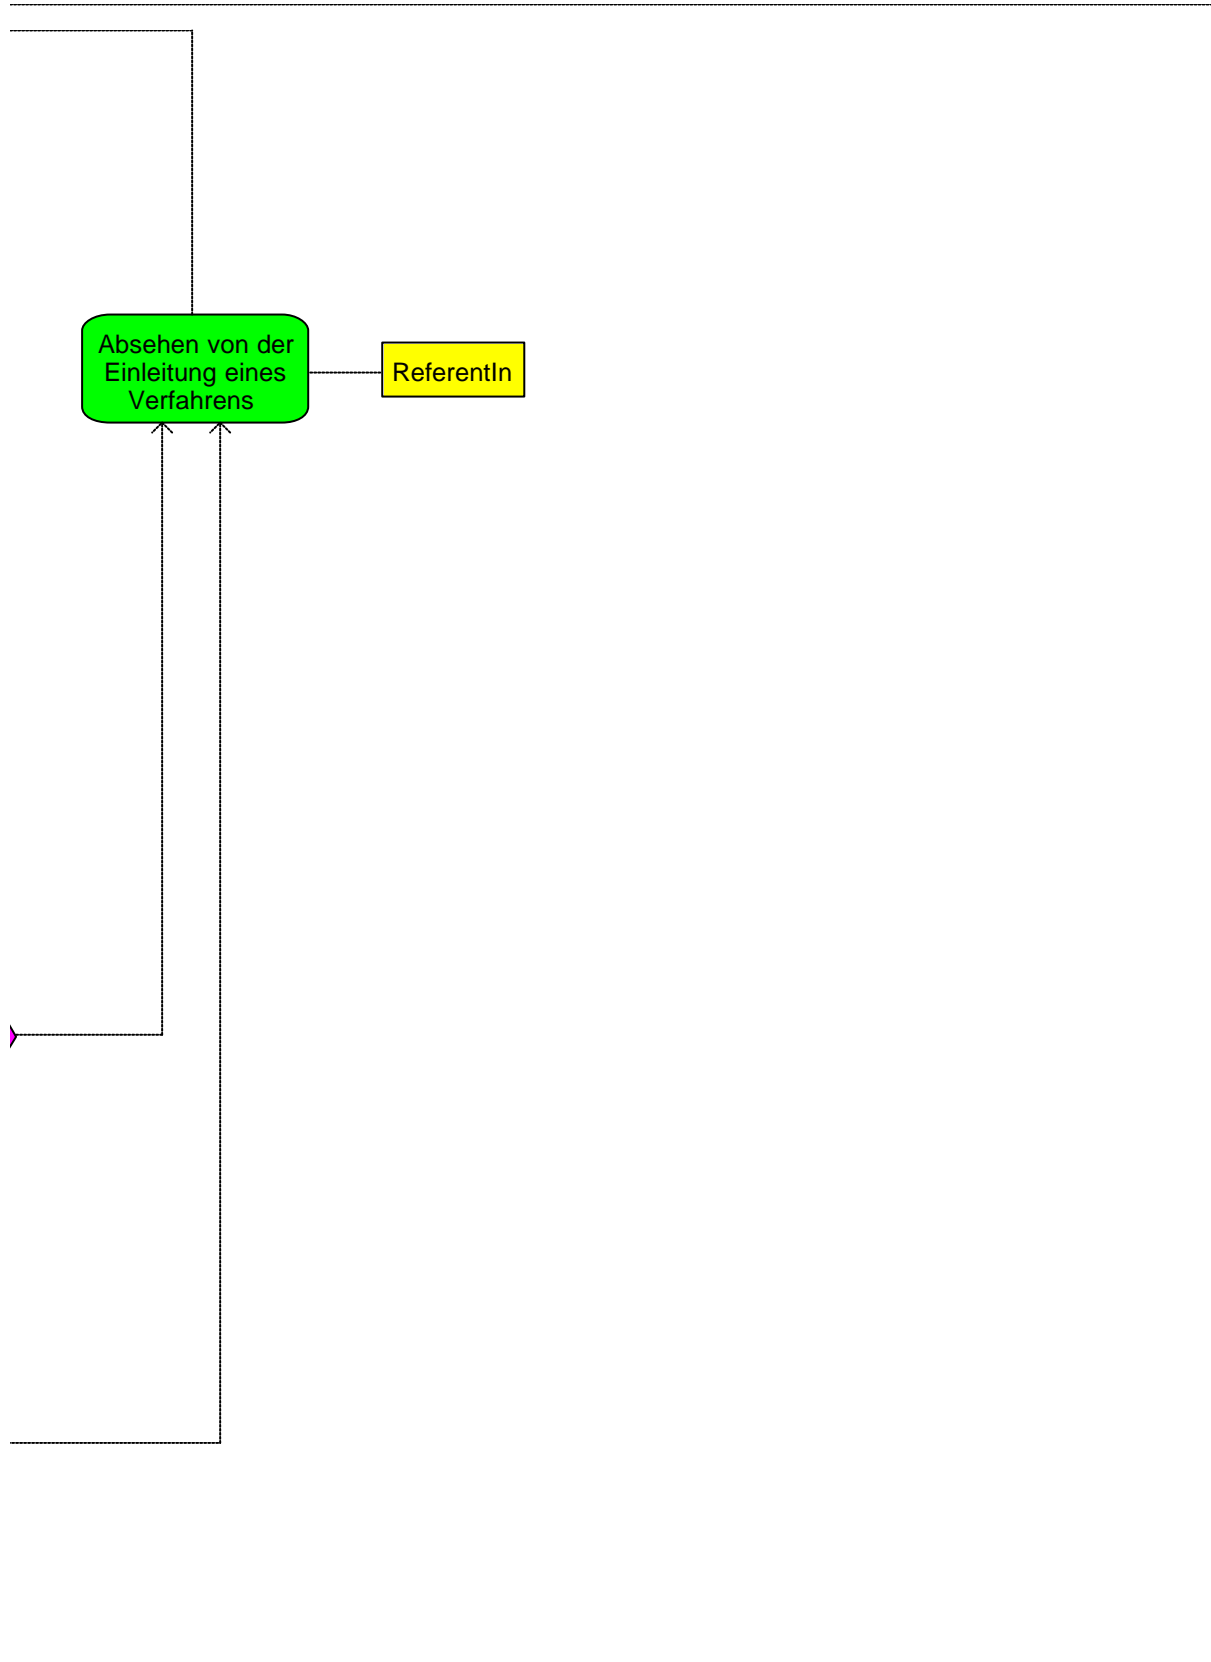 Absehen von der
Einleitung eines
Verfahrens
ReferentIn